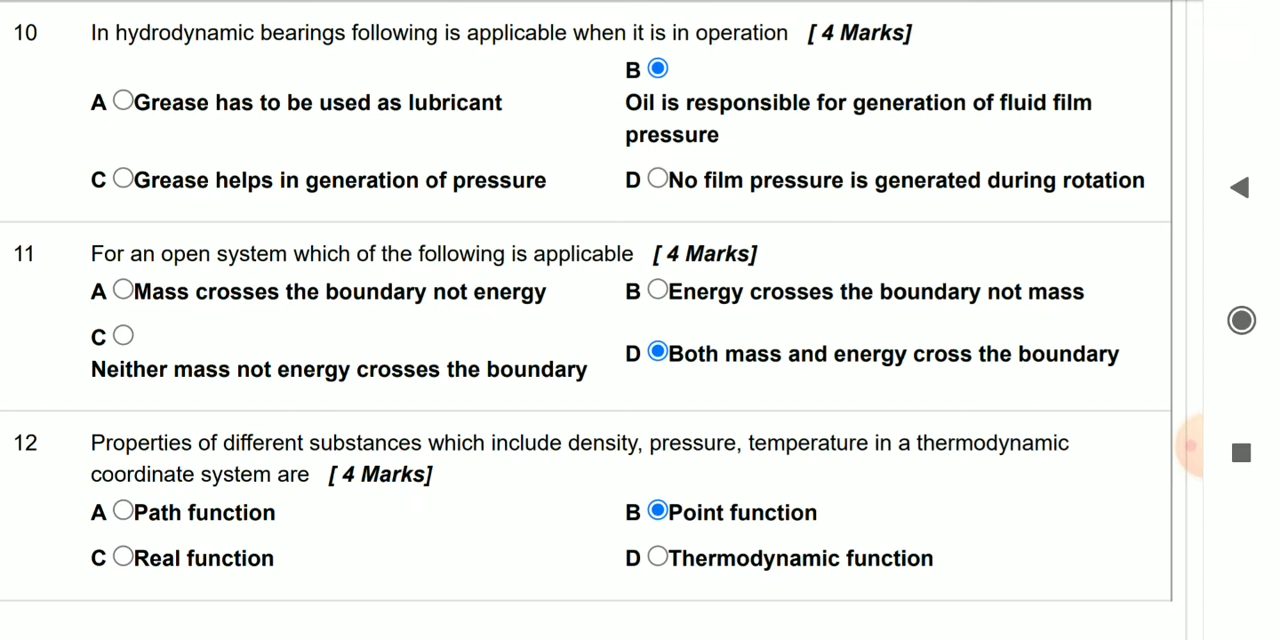 10 In hydrodynamic bearings following is applicable when it is in operation [ 4 Marks]
A Grease has to be used as lubricant
B
Oil is responsible for generation of fluid film
pressure
C Grease helps in generation of pressure
D No film pressure is generated during rotation
11 For an open system which of the following is applicable [ 4 Marks]
A Mass crosses the boundary not energy
B Energy crosses the boundary not mass
C
Neither mass not energy crosses the boundary
D Both mass and energy cross the boundary
12 Properties of different substances which include density, pressure, temperature in a thermodynamic
coordinate system are [ 4 Marks]
A Path function
B Point function
C Real function
D Thermodynamic function